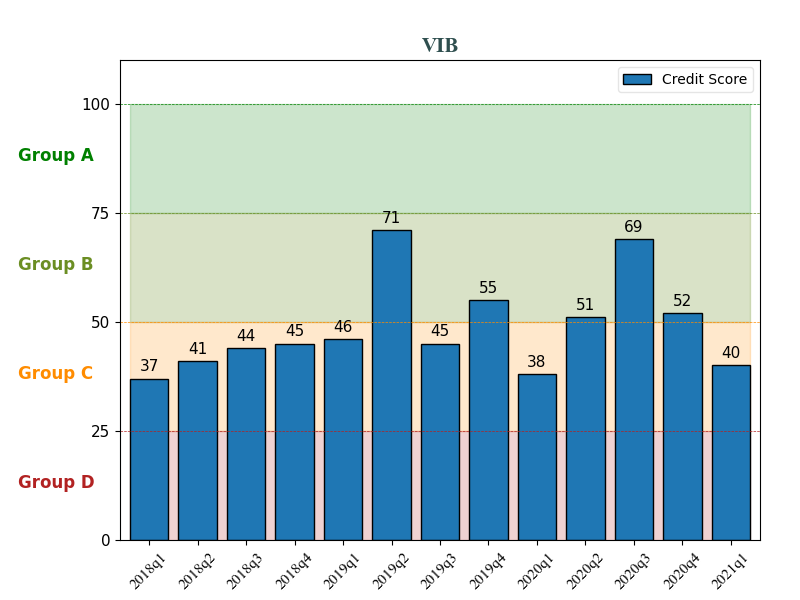 VIB
Credit Score
100
Group A
75
71
69
Group B
55
51
52
50
37
41
44
45
46
45
38
40
Group C
25
Group D
0
2018q1
2018q2
2018q3
2018q4
2019q1
2019q2
2019q3
2019q4
2020q1
2020q2
2020q3
2020q4
2021q1